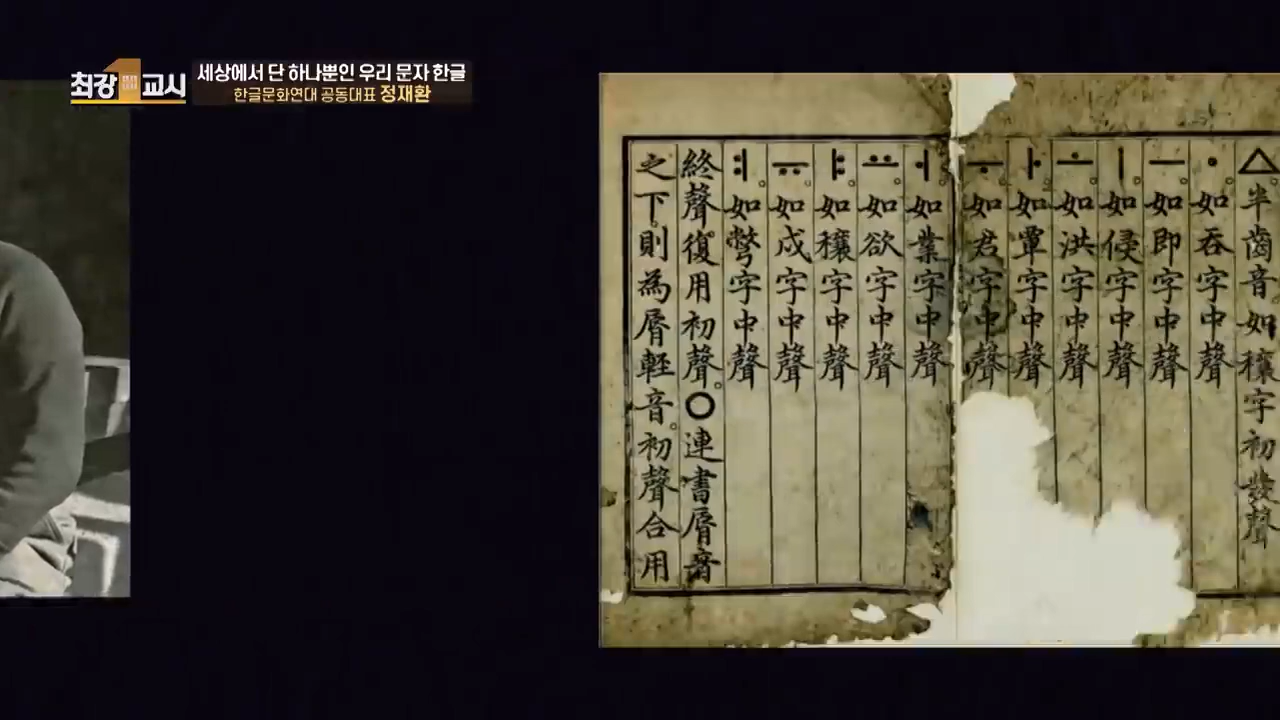 최강1교시
세상에서 단 하나뿐인 우리 문자 한글
한글문화연대 공동대표 정재환
ㅿ半齒音如穰字初發聲
ㆍ如呑字中聲
ㅡ如即字中聲
ㅣ如侵字中聲
ㅗ如洪字中聲
ㅏ如覃字中聲
ㅜ如君字中聲
ㅓ如業字中聲
ㅛ如欲字中聲
ㅑ如穰字中聲
ㅠ如戌字中聲
ㅕ如彆字中聲
終聲復用初聲○連書脣音
之下則為脣輕音初聲合用